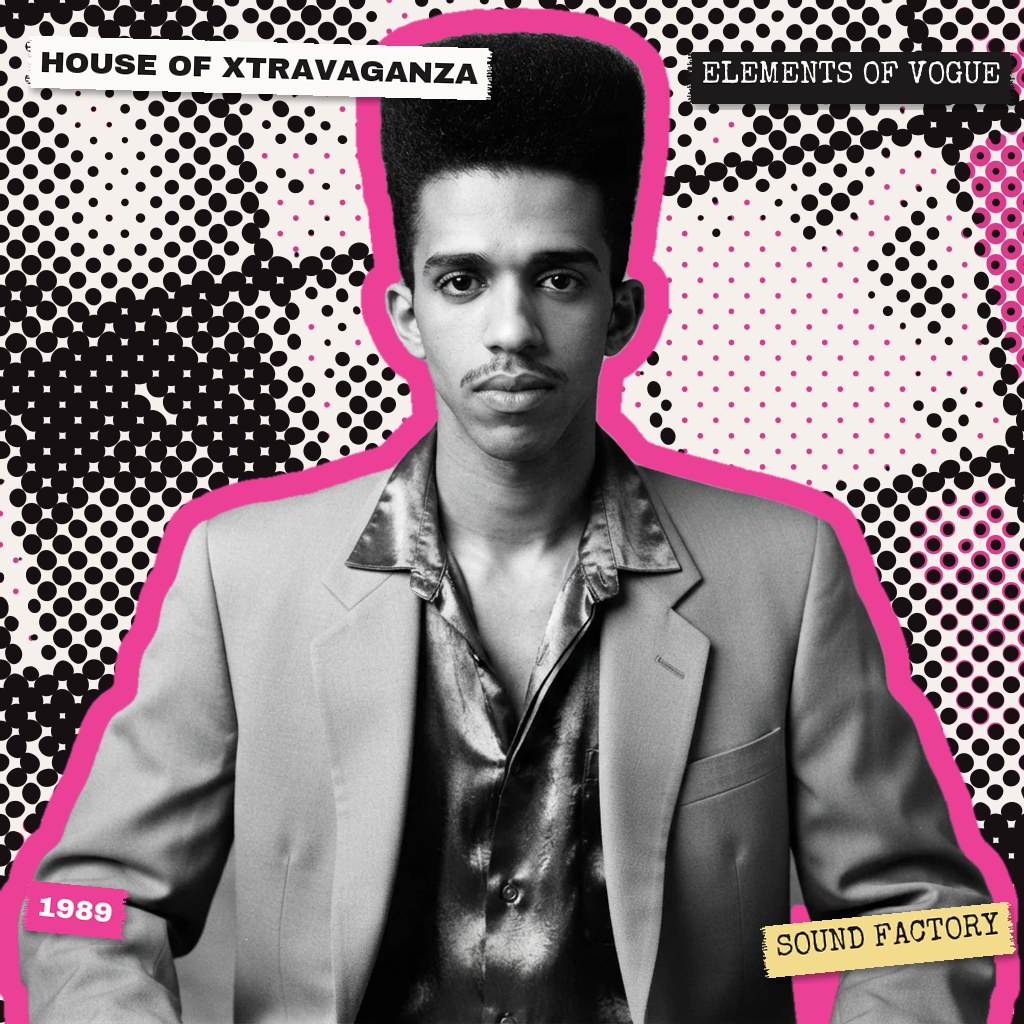 HOUSE OF XTRAVAGANZA
ELEMENTS OF VOGUE
1989
SOUND FACTORY